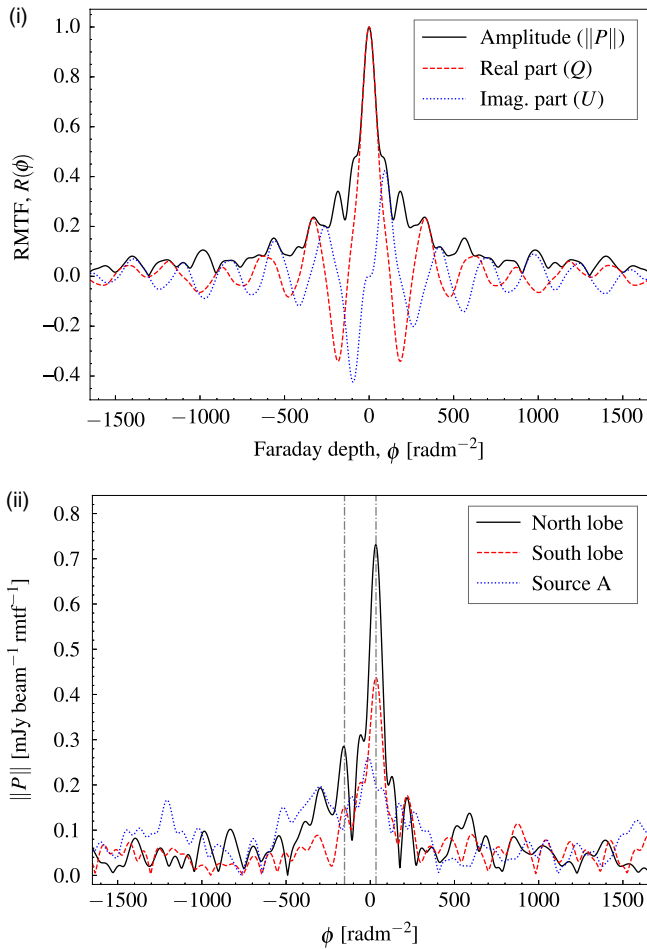 (i)
1.0
0.8
0.6
0.4
0.2
0.0
−0.2
−0.4
RMTF, R(ϕ)
Amplitude (||P||)
Real part (Q)
Imag. part (U)
−1500 −1000 −500 0 500 1000 1500
Faraday depth, ϕ [radm⁻²]
(ii)
0.8
0.7
0.6
0.5
0.4
0.3
0.2
0.1
0.0
||P|| [mJy beam⁻¹ rmtf⁻¹]
North lobe
South lobe
Source A
−1500 −1000 −500 0 500 1000 1500
ϕ [radm⁻²]